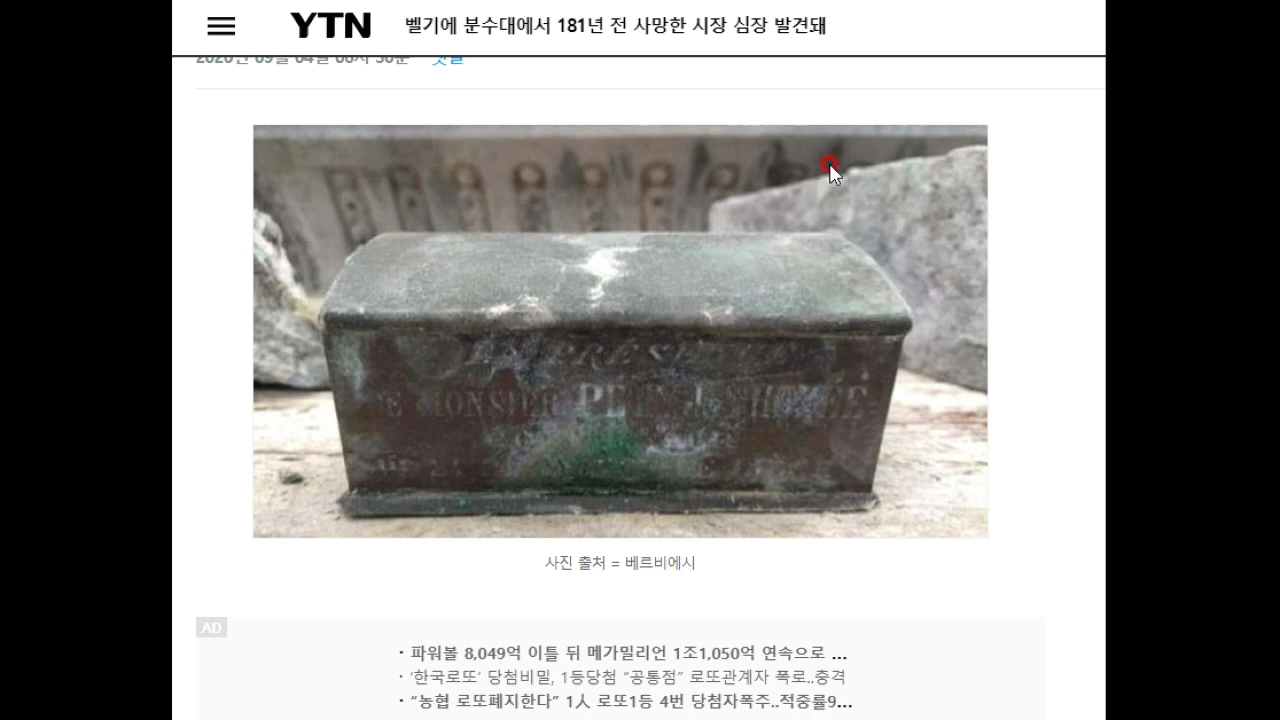 YTN 벨기에 분수대에서 181년 전 사망한 시장 심장 발견돼
MONSIEUR
사진 출처 = 베르비에시
AD
· 파워볼 8,049억 이틀 뒤 메가밀리언 1조1,050억 연속으로 ...
· ‘한국로또’ 당첨비밀, 1등당첨 “공통점” 로또관계자 폭로..충격
· “농협 로또폐지한다” 1人 로또1등 4번 당첨자폭주..적중률9...